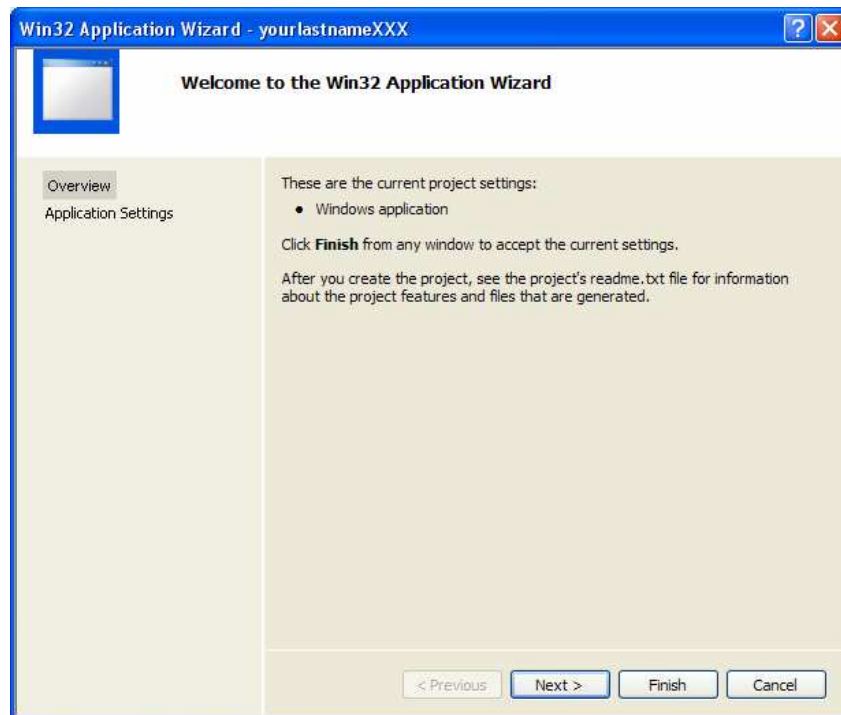 Win32 Application Wizard - yourlastnameXXX
Welcome to the Win32 Application Wizard
Overview
Application Settings
These are the current project settings:
• Windows application
Click Finish from any window to accept the current settings.
After you create the project, see the project's readme.txt file for information
about the project features and files that are generated.
< Previous Next > Finish Cancel